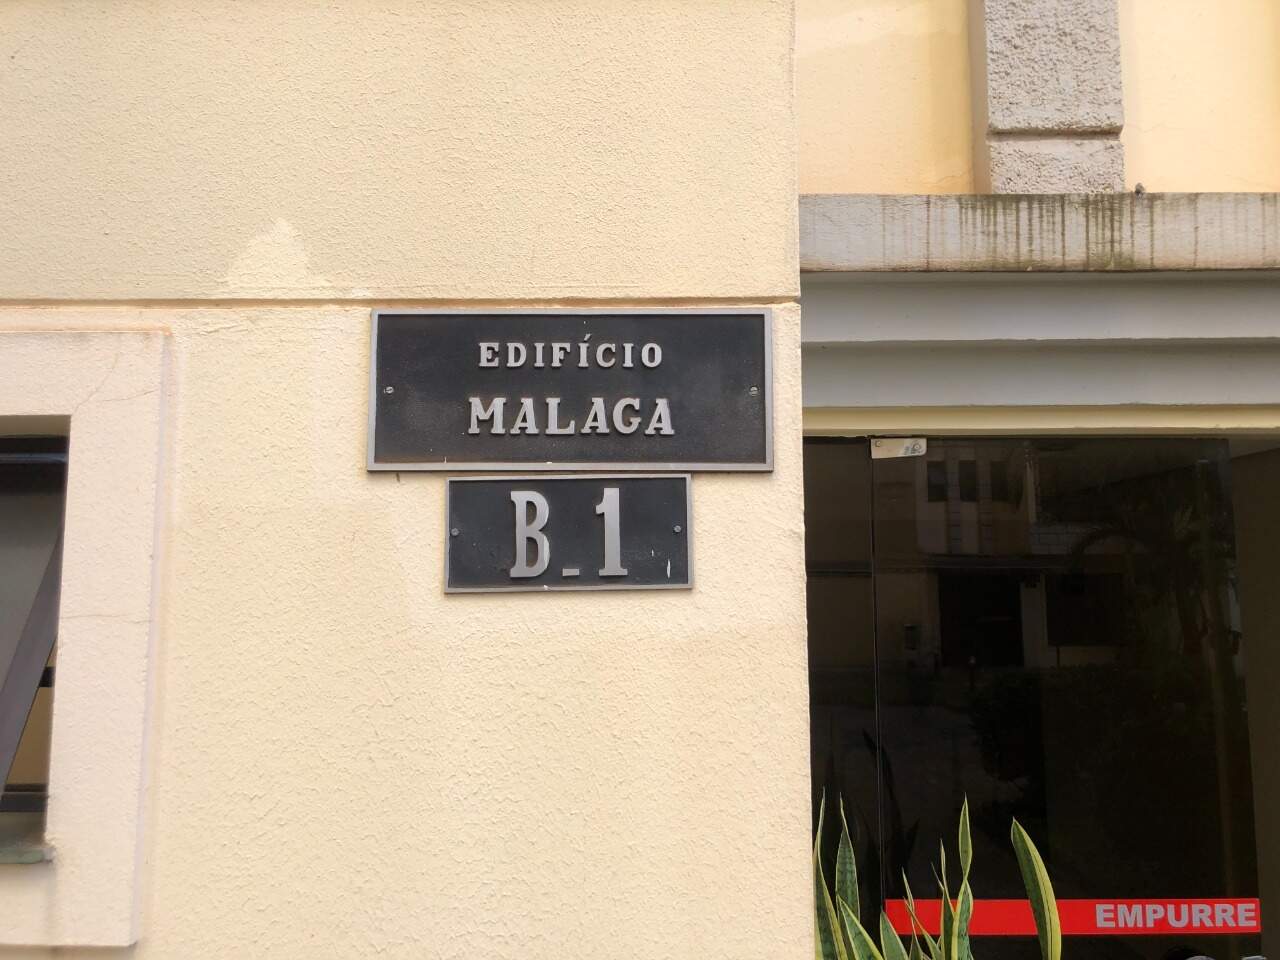 EDIFÍCIO
MALAGA
B_1
EMPURRE